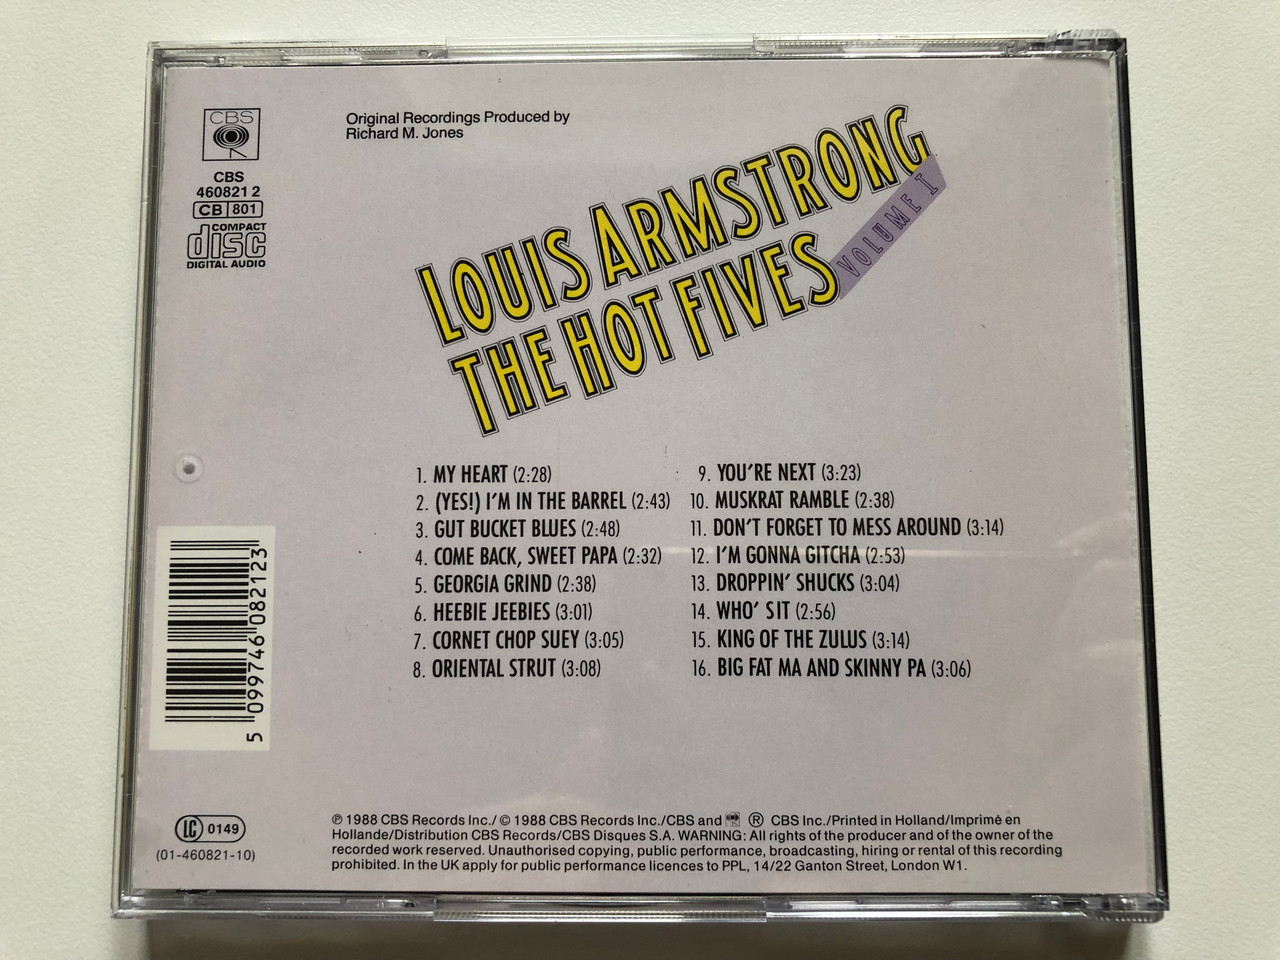 CBS
CBS
460821 2
CB 801
COMPACT
disc
DIGITAL AUDIO
Original Recordings Produced by
Richard M. Jones
LOUIS ARMSTRONG
THE HOT FIVES
VOLUME I
1. MY HEART (2:28)
2. (YES!) I'M IN THE BARREL (2:43)
3. GUT BUCKET BLUES (2:48)
4. COME BACK, SWEET PAPA (2:32)
5. GEORGIA GRIND (2:38)
6. HEEBIE JEEBIES (3:01)
7. CORNET CHOP SUEY (3:05)
8. ORIENTAL STRUT (3:08)
9. YOU'RE NEXT (3:23)
10. MUSKRAT RAMBLE (2:38)
11. DON'T FORGET TO MESS AROUND (3:14)
12. I'M GONNA GITCHA (2:53)
13. DROPPIN' SHUCKS (3:04)
14. WHO' S IT (2:56)
15. KING OF THE ZULUS (3:14)
16. BIG FAT MA AND SKINNY PA (3:06)
5 099746 082123
LC 0149
(01-460821-10)
℗ 1988 CBS Records Inc./ © 1988 CBS Records Inc./CBS and ® CBS Inc./Printed in Holland/Imprimé en
Hollande/Distribution CBS Records/CBS Disques S.A. WARNING: All rights of the producer and of the owner of the
recorded work reserved. Unauthorised copying, public performance, broadcasting, hiring or rental of this recording
prohibited. In the UK apply for public performance licences to PPL, 14/22 Ganton Street, London W1.